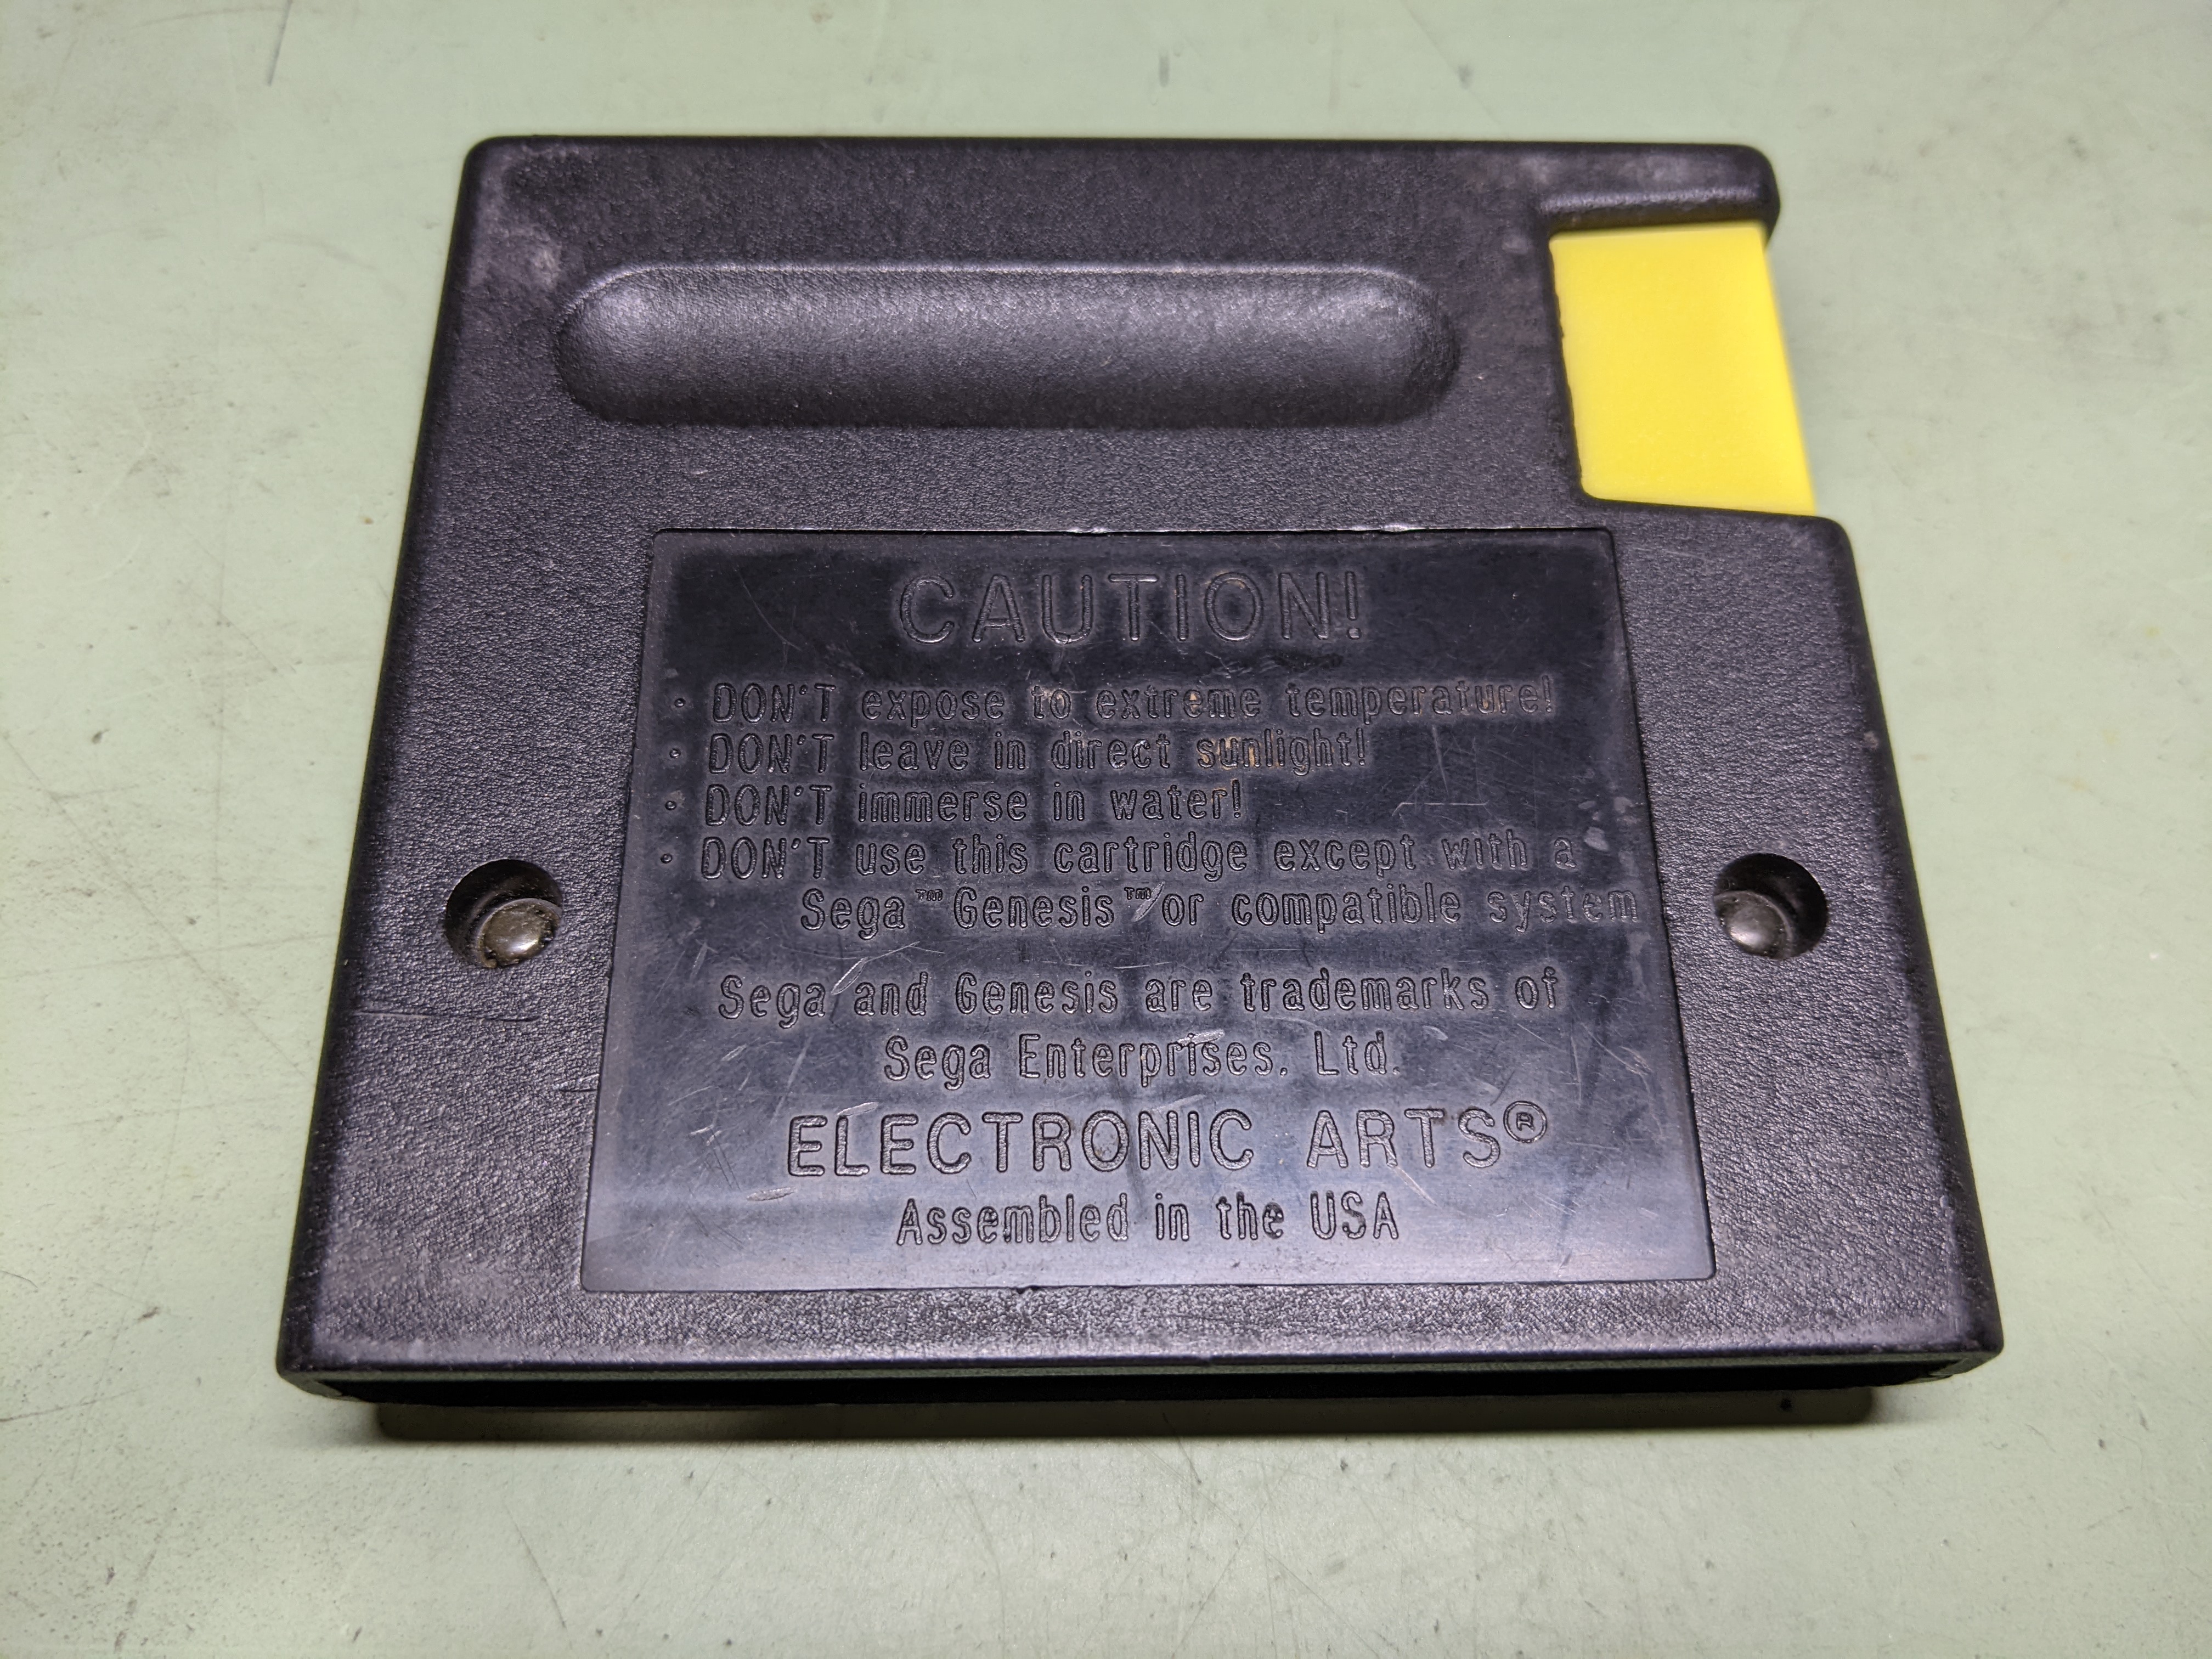 CAUTION!
• DON'T expose to extreme temperature!
• DON'T leave in direct sunlight!
• DON'T immerse in water!
• DON'T use this cartridge except with a
Sega™ Genesis™ or compatible system
Sega and Genesis are trademarks of
Sega Enterprises, Ltd.
ELECTRONIC ARTS®
Assembled in the USA